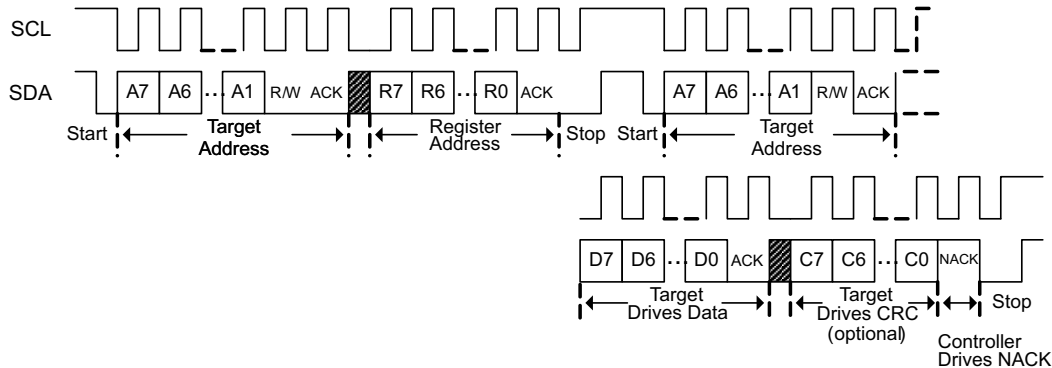 SCL
SDA
A7 A6 ... A1 R/W ACK R7 R6 ... R0 ACK A7 A6 ... A1 R/W ACK
Start
Target
Address
Register
Address
Stop
Start
Target
Address
D7 D6 ... D0 ACK C7 C6 ... C0 NACK
Target
Drives Data
Target
Drives CRC
(optional)
Stop
Controller
Drives NACK